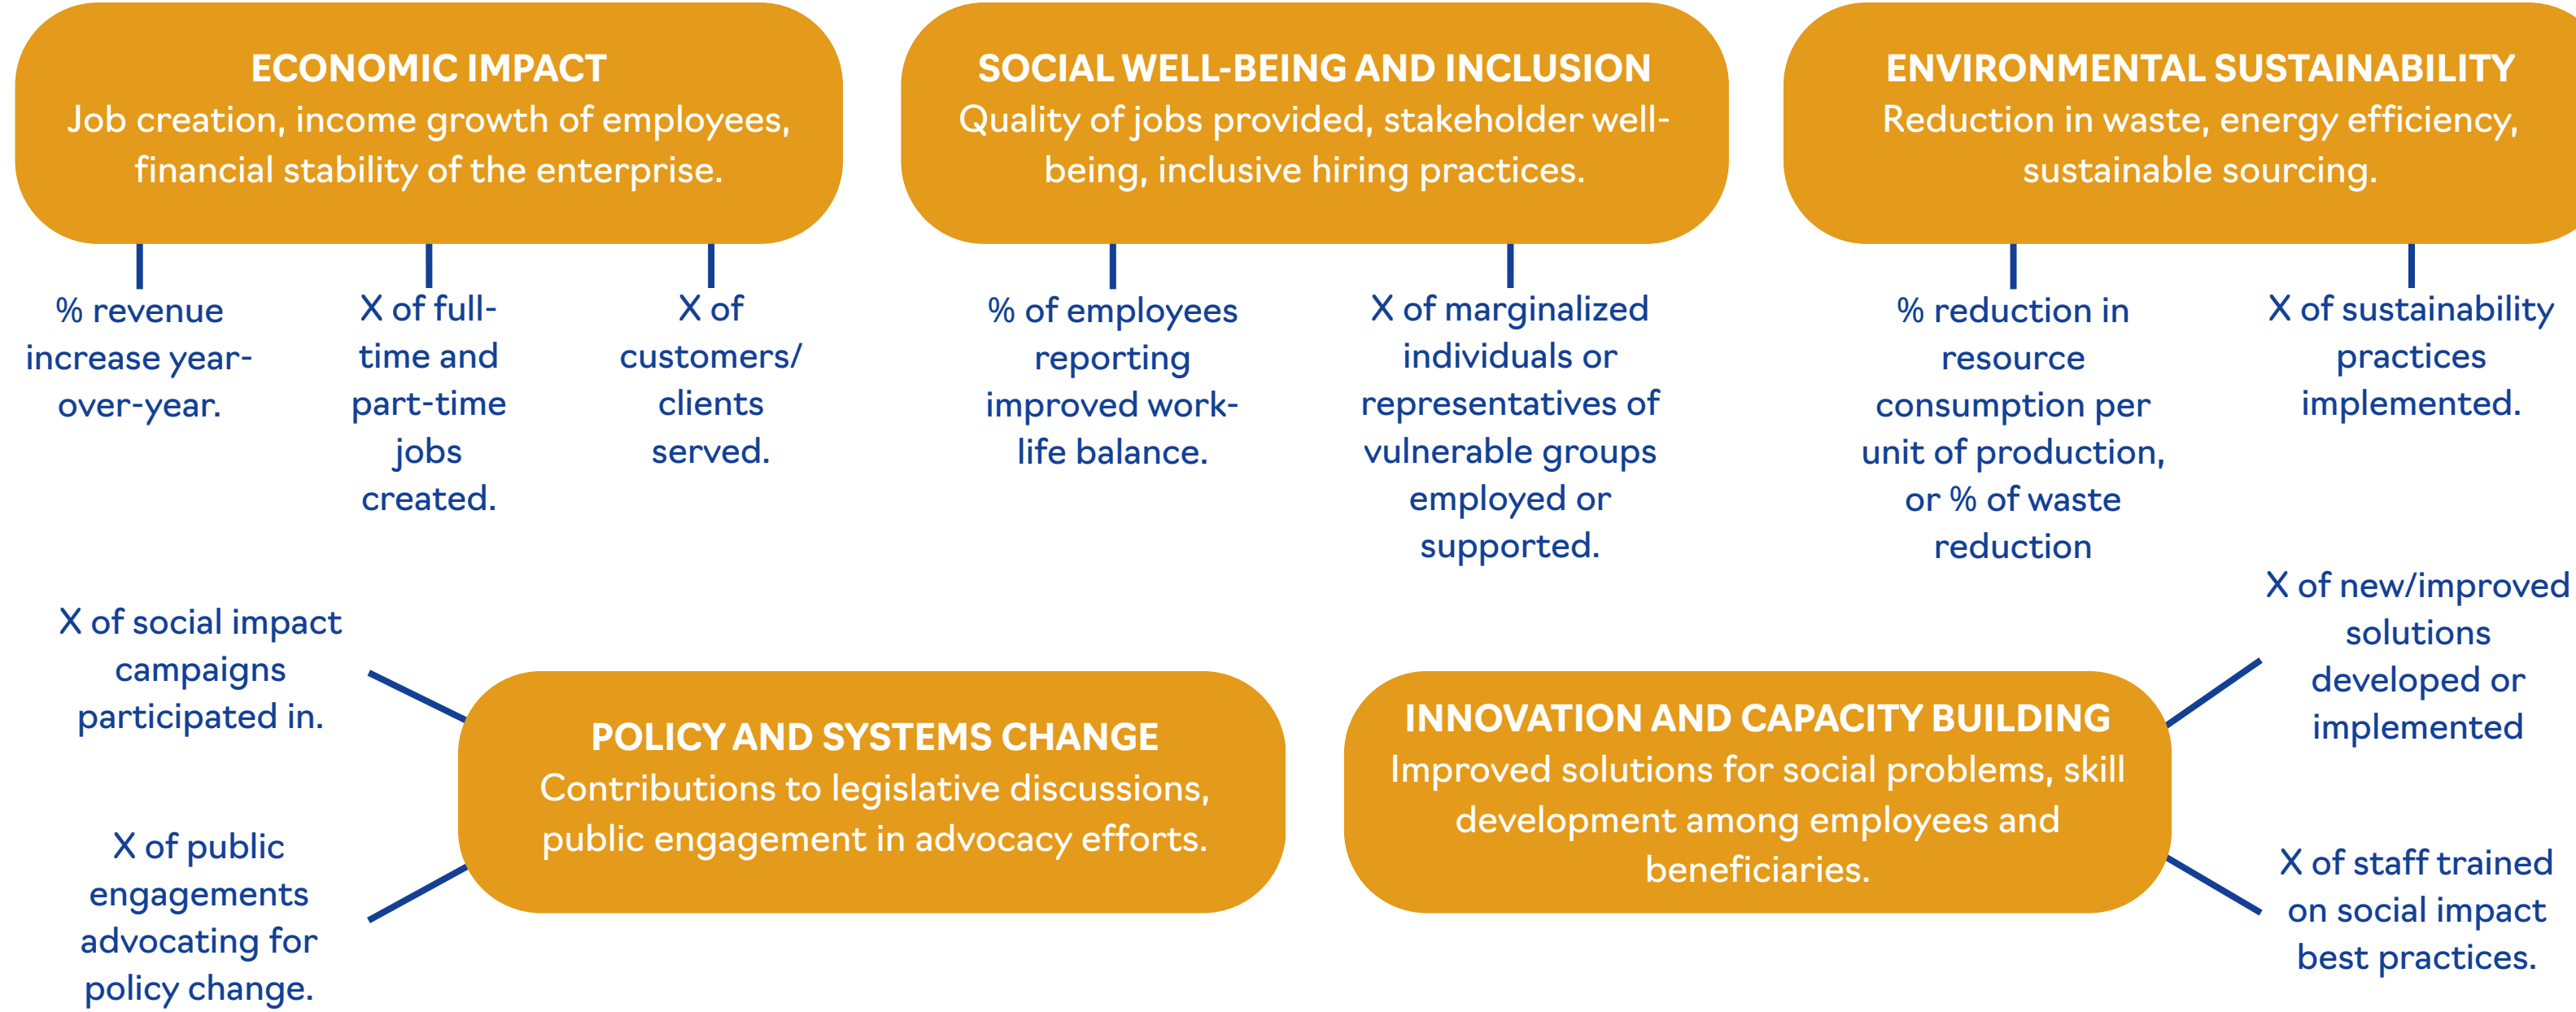 ECONOMIC IMPACT
Job creation, income growth of employees,
financial stability of the enterprise.
% revenue
increase year-
over-year.
X of full-
time and
part-time
jobs
created.
X of
customers/
clients
served.
SOCIAL WELL-BEING AND INCLUSION
Quality of jobs provided, stakeholder well-
being, inclusive hiring practices.
% of employees
reporting
improved work-
life balance.
X of marginalized
individuals or
representatives of
vulnerable groups
employed or
supported.
ENVIRONMENTAL SUSTAINABILITY
Reduction in waste, energy efficiency,
sustainable sourcing.
% reduction in
resource
consumption per
unit of production,
or % of waste
reduction
X of sustainability
practices
implemented.
X of social impact
campaigns
participated in.
X of public
engagements
advocating for
policy change.
POLICY AND SYSTEMS CHANGE
Contributions to legislative discussions,
public engagement in advocacy efforts.
INNOVATION AND CAPACITY BUILDING
Improved solutions for social problems, skill
development among employees and
beneficiaries.
X of new/improved
solutions
developed or
implemented
X of staff trained
on social impact
best practices.